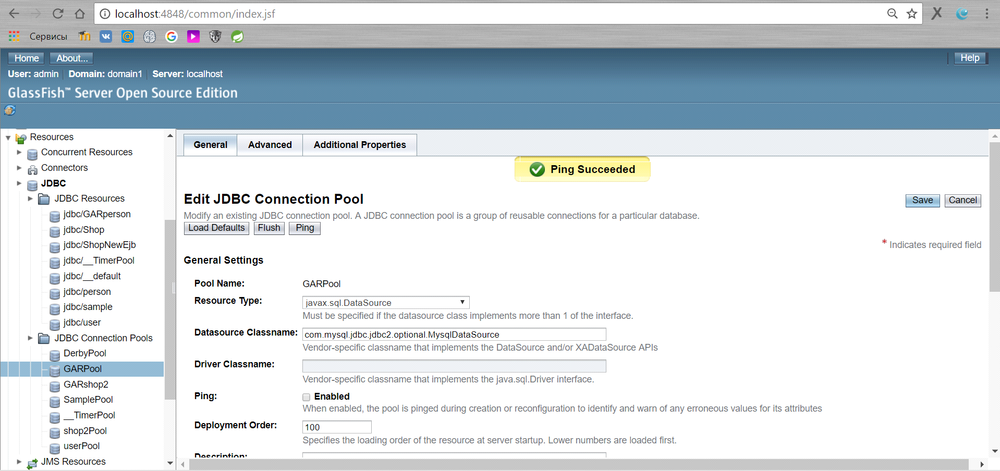 localhost:4848/common/index.jsf
Сервисы
Home About... Help
User: admin Domain: domain1 Server: localhost
GlassFish™ Server Open Source Edition
Resources
Concurrent Resources
Connectors
JDBC
JDBC Resources
jdbc/GARperson
jdbc/Shop
jdbc/ShopNewEjb
jdbc/__TimerPool
jdbc/__default
jdbc/person
jdbc/sample
jdbc/user
JDBC Connection Pools
DerbyPool
GARPool
GARshop2
SamplePool
__TimerPool
shop2Pool
userPool
JMS Resources
General Advanced Additional Properties
Ping Succeeded
Edit JDBC Connection Pool
Save Cancel
Modify an existing JDBC connection pool. A JDBC connection pool is a group of reusable connections for a particular database.
Load Defaults Flush Ping
* Indicates required field
General Settings
Pool Name: GARPool
Resource Type: javax.sql.DataSource
Must be specified if the datasource class implements more than 1 of the interface.
Datasource Classname: com.mysql.jdbc.jdbc2.optional.MysqlDataSource
Vendor-specific classname that implements the DataSource and/or XADataSource APIs
Driver Classname:
Vendor-specific classname that implements the java.sql.Driver interface.
Ping: Enabled
When enabled, the pool is pinged during creation or reconfiguration to identify and warn of any erroneous values for its attributes
Deployment Order: 100
Specifies the loading order of the resource at server startup. Lower numbers are loaded first.
Description: